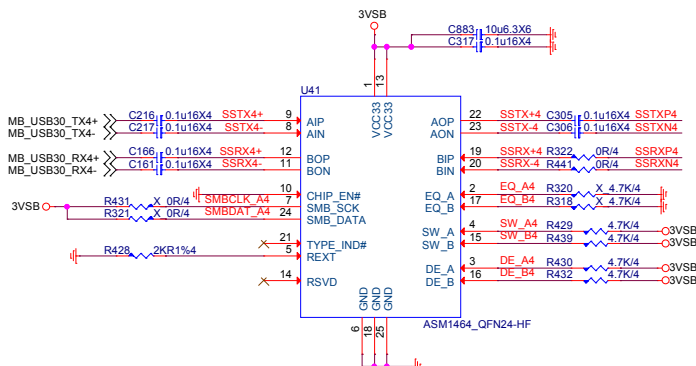 3VSB
C883 10u6.3X6
C317 0.1u16X4
U41
1
13
VCC33
VCC33
MB_USB30_TX4+ C216 0.1u16X4 SSTX4+ 9 AIP AOP 22 SSTX+4 C305 0.1u16X4 SSTXP4
MB_USB30_TX4- C217 0.1u16X4 SSTX4- 8 AIN AON 23 SSTX-4 C306 0.1u16X4 SSTXN4
MB_USB30_RX4+ C166 0.1u16X4 SSRX4+ 12 BOP BIP 19 SSRX+4 R322 0R/4 SSRXP4
MB_USB30_RX4- C161 0.1u16X4 SSRX4- 11 BON BIN 20 SSRX-4 R441 0R/4 SSRXN4
10 CHIP_EN# EQ_A 2 EQ_A4 R320 X_4.7K/4
3VSB R431 X_0R/4 SMBCLK_A4 7 SMB_SCK EQ_B 17 EQ_B4 R318 X_4.7K/4
R321 X_0R/4 SMBDAT_A4 24 SMB_DATA
SW_A 4 SW_A4 R429 4.7K/4 3VSB
21 TYPE_IND# SW_B 15 SW_B4 R439 4.7K/4
R428 2KR1%4 5 REXT
DE_A 3 DE_A4 R430 4.7K/4 3VSB
14 RSVD DE_B 16 DE_B4 R432 4.7K/4 3VSB
GND
GND
GND
6
18
25
ASM1464_QFN24-HF